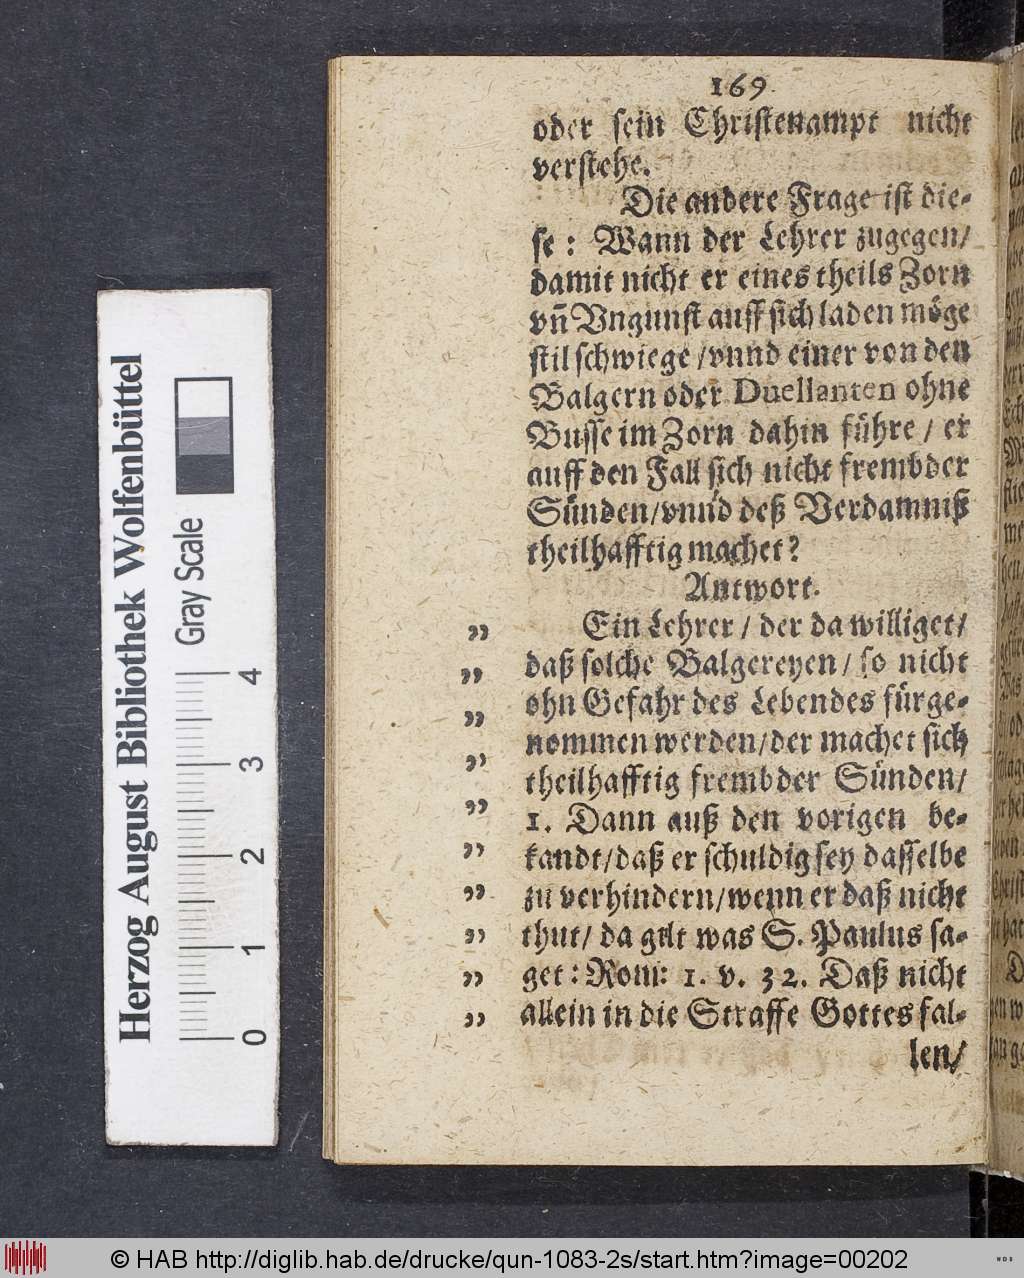 169
oder sein Christenampt nicht
verstehe.
Die andere Frage ist die-
se: Wann der Lehrer zugegen/
damit nicht er eines theils Zorn
vn̄ Vngunst auff sich laden möge
stil schwiege/vnnd einer von den
Balgern oder Duellanten ohne
Busse im Zorn dahin führe / er
auff den Fall sich nicht frembder
Sünden/vnnd deß Verdamniß
theilhafftig machet?
Antwort.
„ Ein Lehrer / der da williget/
„ daß solche Balgereyen/ so nicht
„ ohn Gefahr des Lebendes fürge-
„ nommen werden/der machet sich
„ theilhafftig frembder Sünden/
„ 1. Dann auß den vorigen be-
„ kandt/daß er schuldig sey dasselbe
„ zu verhindern/wenn er daß nicht
„ thut/ da gilt was S. Paulus sa-
„ get: Rom: 1. v. 32. Daß nicht
„ allein in die Straffe Gottes fal-
len/
Herzog August Bibliothek Wolfenbüttel
Gray Scale
0 1 2 3 4
© HAB http://diglib.hab.de/drucke/qun-1083-2s/start.htm?image=00202